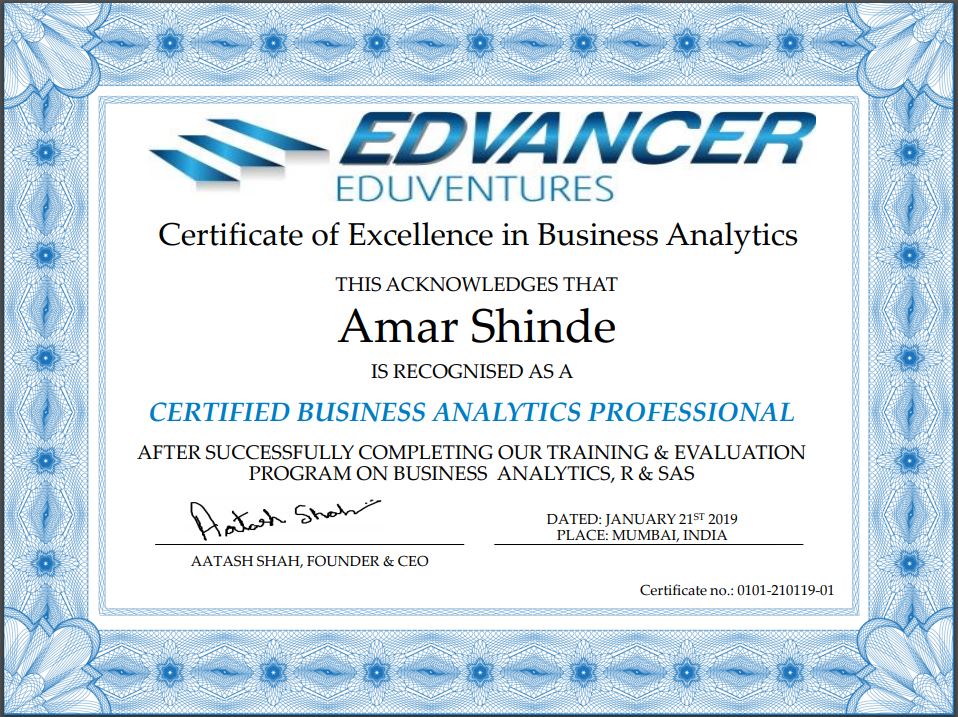 EDVANCER
EDUVENTURES
Certificate of Excellence in Business Analytics
THIS ACKNOWLEDGES THAT
Amar Shinde
IS RECOGNISED AS A
CERTIFIED BUSINESS ANALYTICS PROFESSIONAL
AFTER SUCCESSFULLY COMPLETING OUR TRAINING & EVALUATION
PROGRAM ON BUSINESS ANALYTICS, R & SAS
Aatash Shah
DATED: JANUARY 21ST 2019
PLACE: MUMBAI, INDIA
AATASH SHAH, FOUNDER & CEO
Certificate no.: 0101-210119-01